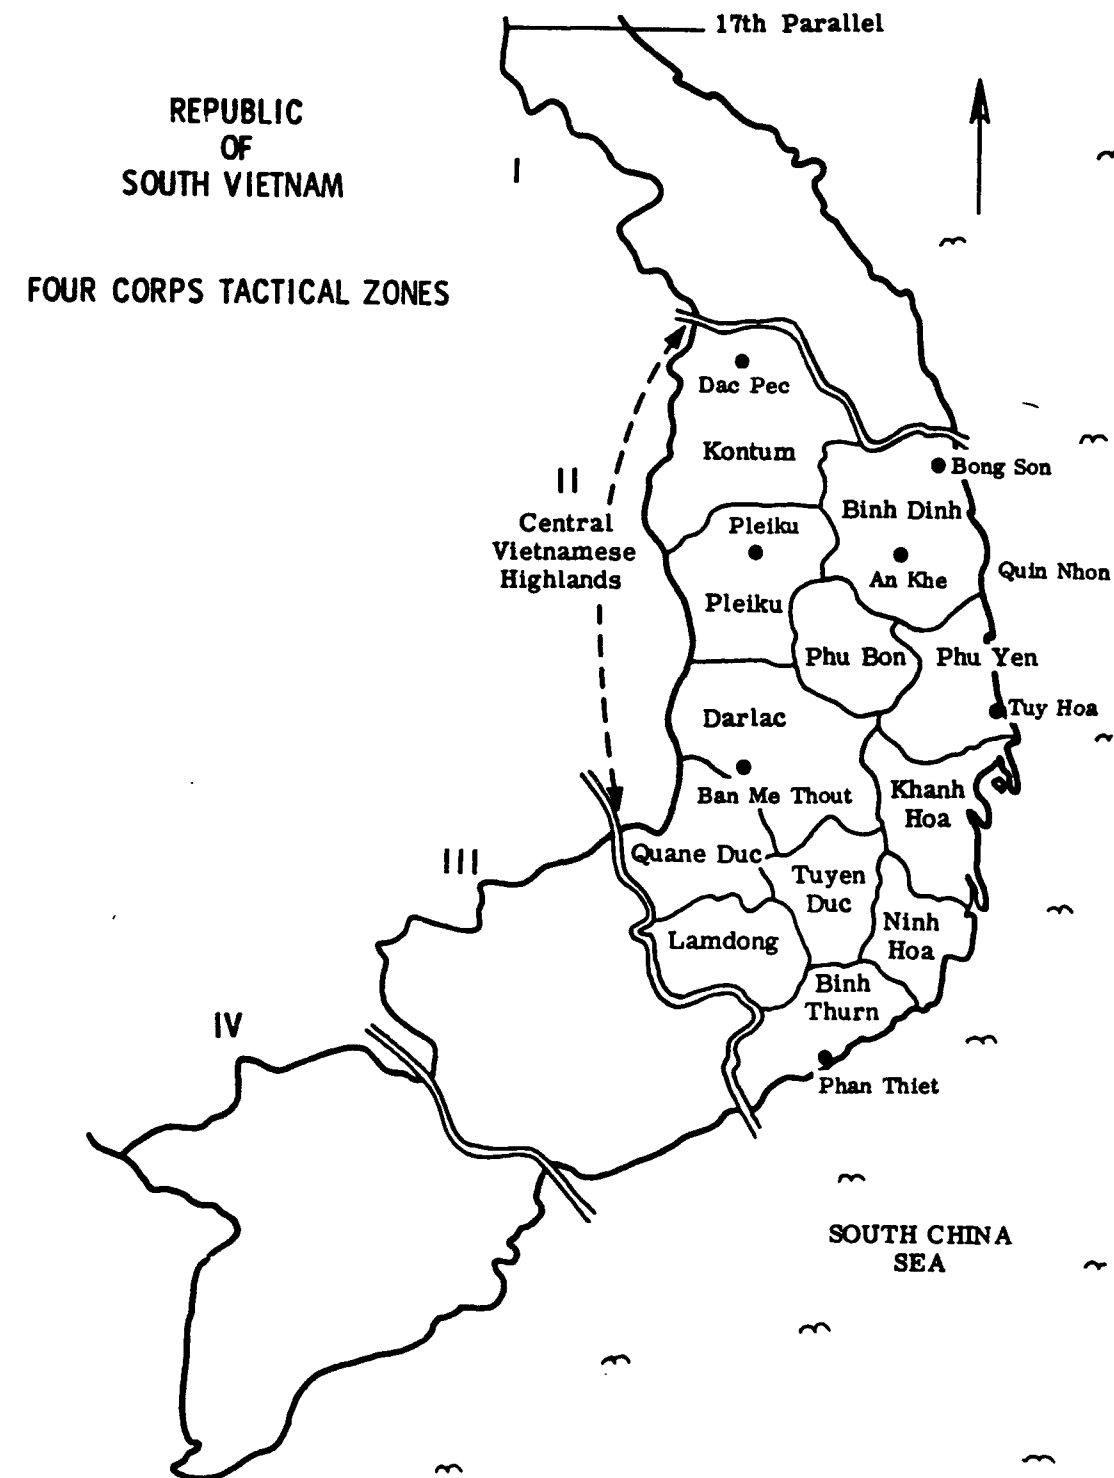 17th Parallel
REPUBLIC
OF
SOUTH VIETNAM
I
FOUR CORPS TACTICAL ZONES
Dac Pec
Kontum
II
Central
Vietnamese
Highlands
Bong Son
Binh Dinh
Pleiku
An Khe
Quin Nhon
Pleiku
Phu Bon
Phu Yen
Darlac
Tuy Hoa
Ban Me Thout
Khanh
Hoa
III
Quane Duc
Tuyen
Duc
Lamdong
Ninh
Hoa
Binh
Thurn
IV
Phan Thiet
SOUTH CHINA
SEA